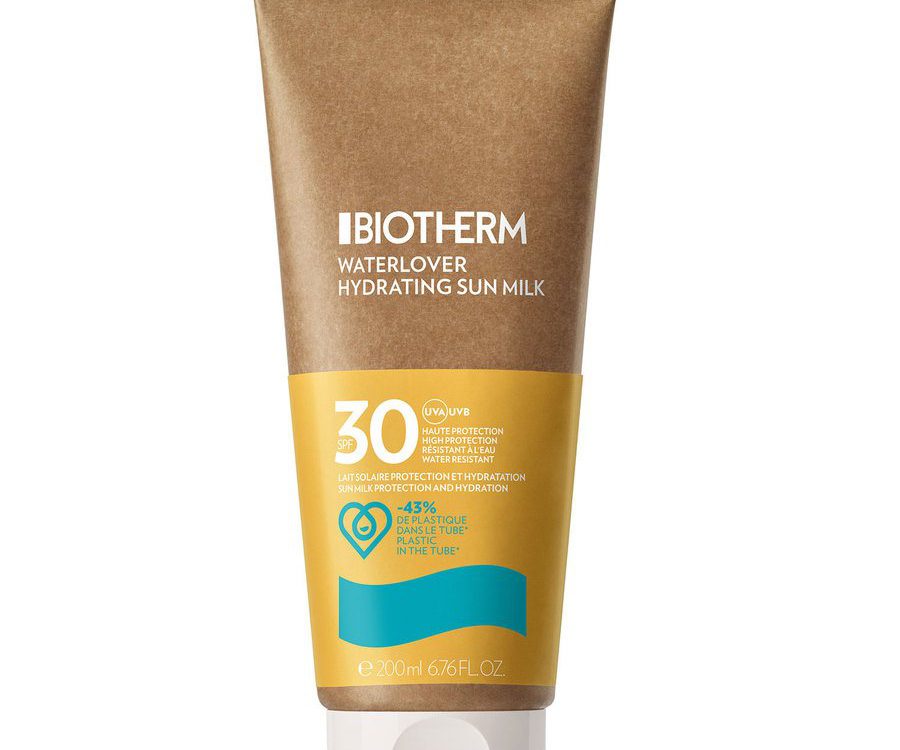 BIOTHERM
WATERLOVER
HYDRATING SUN MILK
SPF 30
UVA UVB
HAUTE PROTECTION
HIGH PROTECTION
RÉSISTANT À L'EAU
WATER RESISTANT
LAIT SOLAIRE PROTECTION ET HYDRATATION
SUN MILK PROTECTION AND HYDRATION
-43%
DE PLASTIQUE
DANS LE TUBE*
PLASTIC
IN THE TUBE*
e 200ml 6.76 FL. OZ.